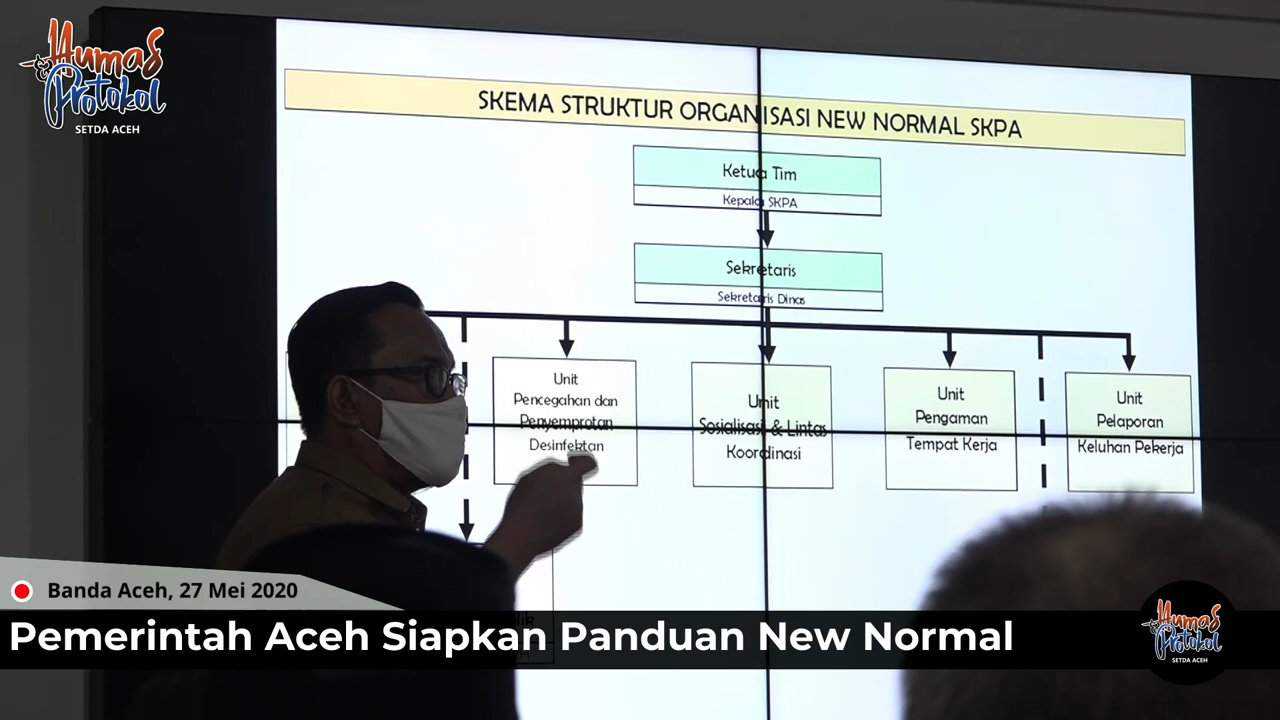 Humas
& Protokol
SETDA ACEH
SKEMA STRUKTUR ORGANISASI NEW NORMAL SKPA
Ketua Tim
Kepala SKPA
Sekretaris
Sekretaris Dinas
Unit
Pencegahan dan
Penyemprotan
Desinfektan
Unit
Sosialisasi & Lintas
Koordinasi
Unit
Pengaman
Tempat Kerja
Unit
Pelaporan
Keluhan Pekerja
Banda Aceh, 27 Mei 2020
Pemerintah Aceh Siapkan Panduan New Normal
Humas
Protokol
SETDA ACEH